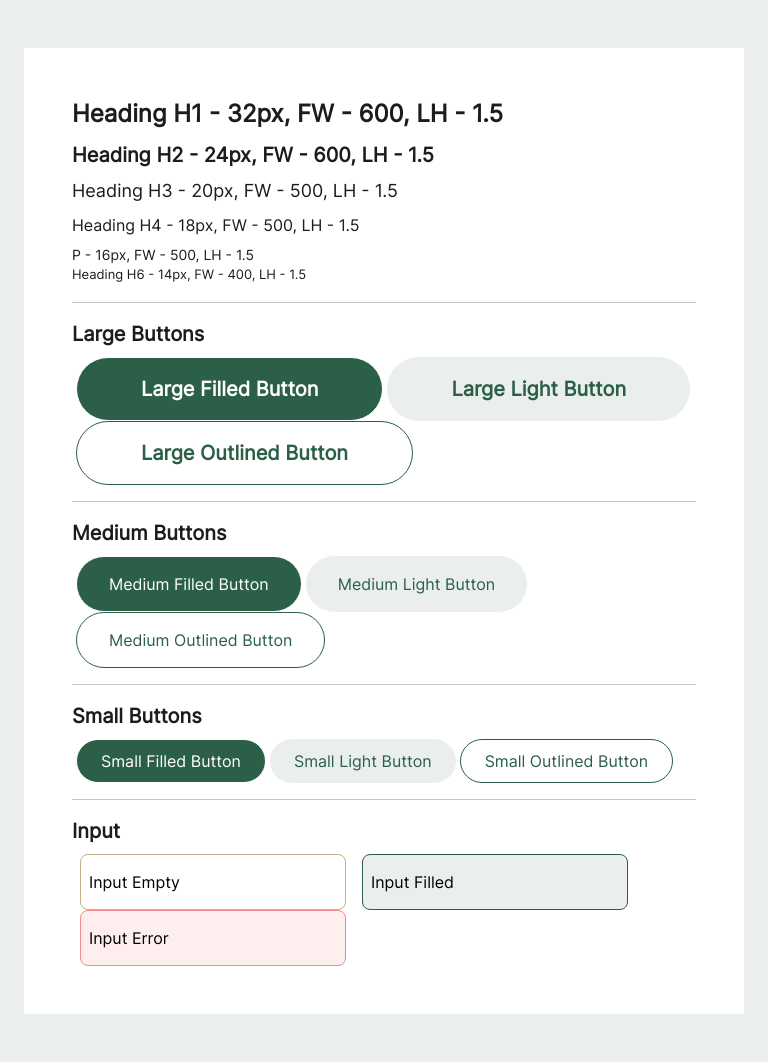 Heading H1 - 32px, FW - 600, LH - 1.5
Heading H2 - 24px, FW - 600, LH - 1.5
Heading H3 - 20px, FW - 500, LH - 1.5
Heading H4 - 18px, FW - 500, LH - 1.5
P - 16px, FW - 500, LH - 1.5
Heading H6 - 14px, FW - 400, LH - 1.5
Large Buttons
Large Filled Button
Large Light Button
Large Outlined Button
Medium Buttons
Medium Filled Button
Medium Light Button
Medium Outlined Button
Small Buttons
Small Filled Button
Small Light Button
Small Outlined Button
Input
Input Empty
Input Filled
Input Error